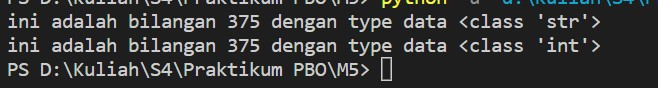 python
ini adalah bilangan 375 dengan type data <class 'str'>
ini adalah bilangan 375 dengan type data <class 'int'>
PS D:\Kuliah\S4\Praktikum PBO\M5>